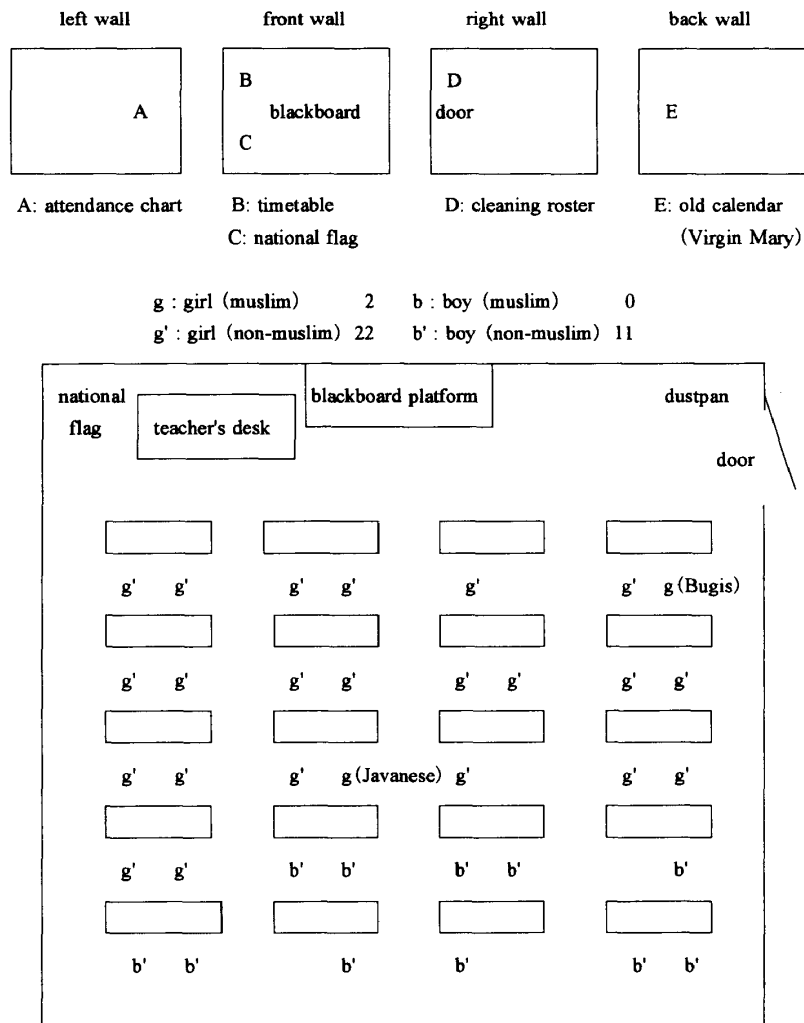 left wall front wall right wall back wall
B D
A blackboard door E
C
A: attendance chart B: timetable D: cleaning roster E: old calendar
C: national flag (Virgin Mary)
g : girl (muslim) 2 b : boy (muslim) 0
g' : girl (non-muslim) 22 b' : boy (non-muslim) 11
national blackboard platform dustpan
flag teacher's desk
door
g' g' g' g' g' g' g (Bugis)
g' g' g' g' g' g' g' g'
g' g' g' g (Javanese) g' g' g'
g' g' b' b' b' b' b'
b' b' b' b' b' b'